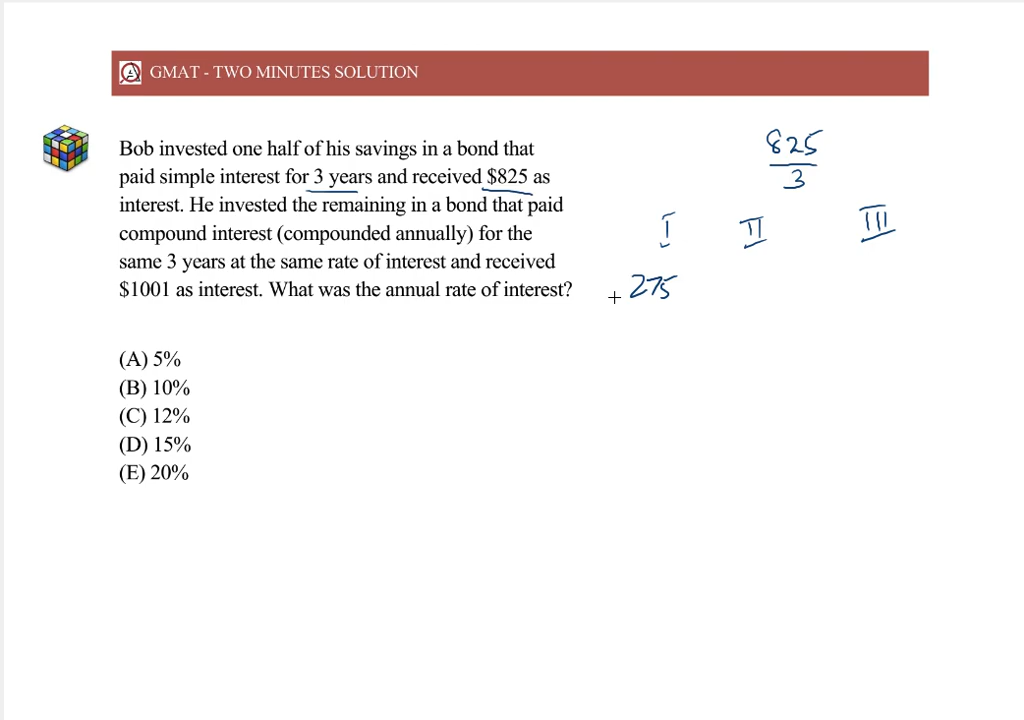 GMAT - TWO MINUTES SOLUTION
Bob invested one half of his savings in a bond that
paid simple interest for 3 years and received $825 as
interest. He invested the remaining in a bond that paid
compound interest (compounded annually) for the
same 3 years at the same rate of interest and received
$1001 as interest. What was the annual rate of interest?
(A) 5%
(B) 10%
(C) 12%
(D) 15%
(E) 20%
825
3
I II III
275